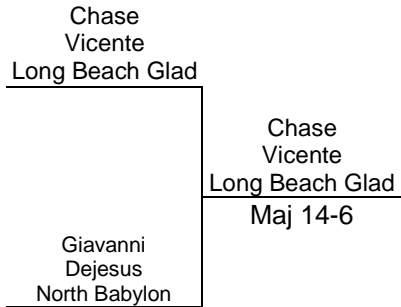 Chase
Vicente
Long Beach Glad
Chase
Vicente
Long Beach Glad
Maj 14-6
Giavanni
Dejesus
North Babylon